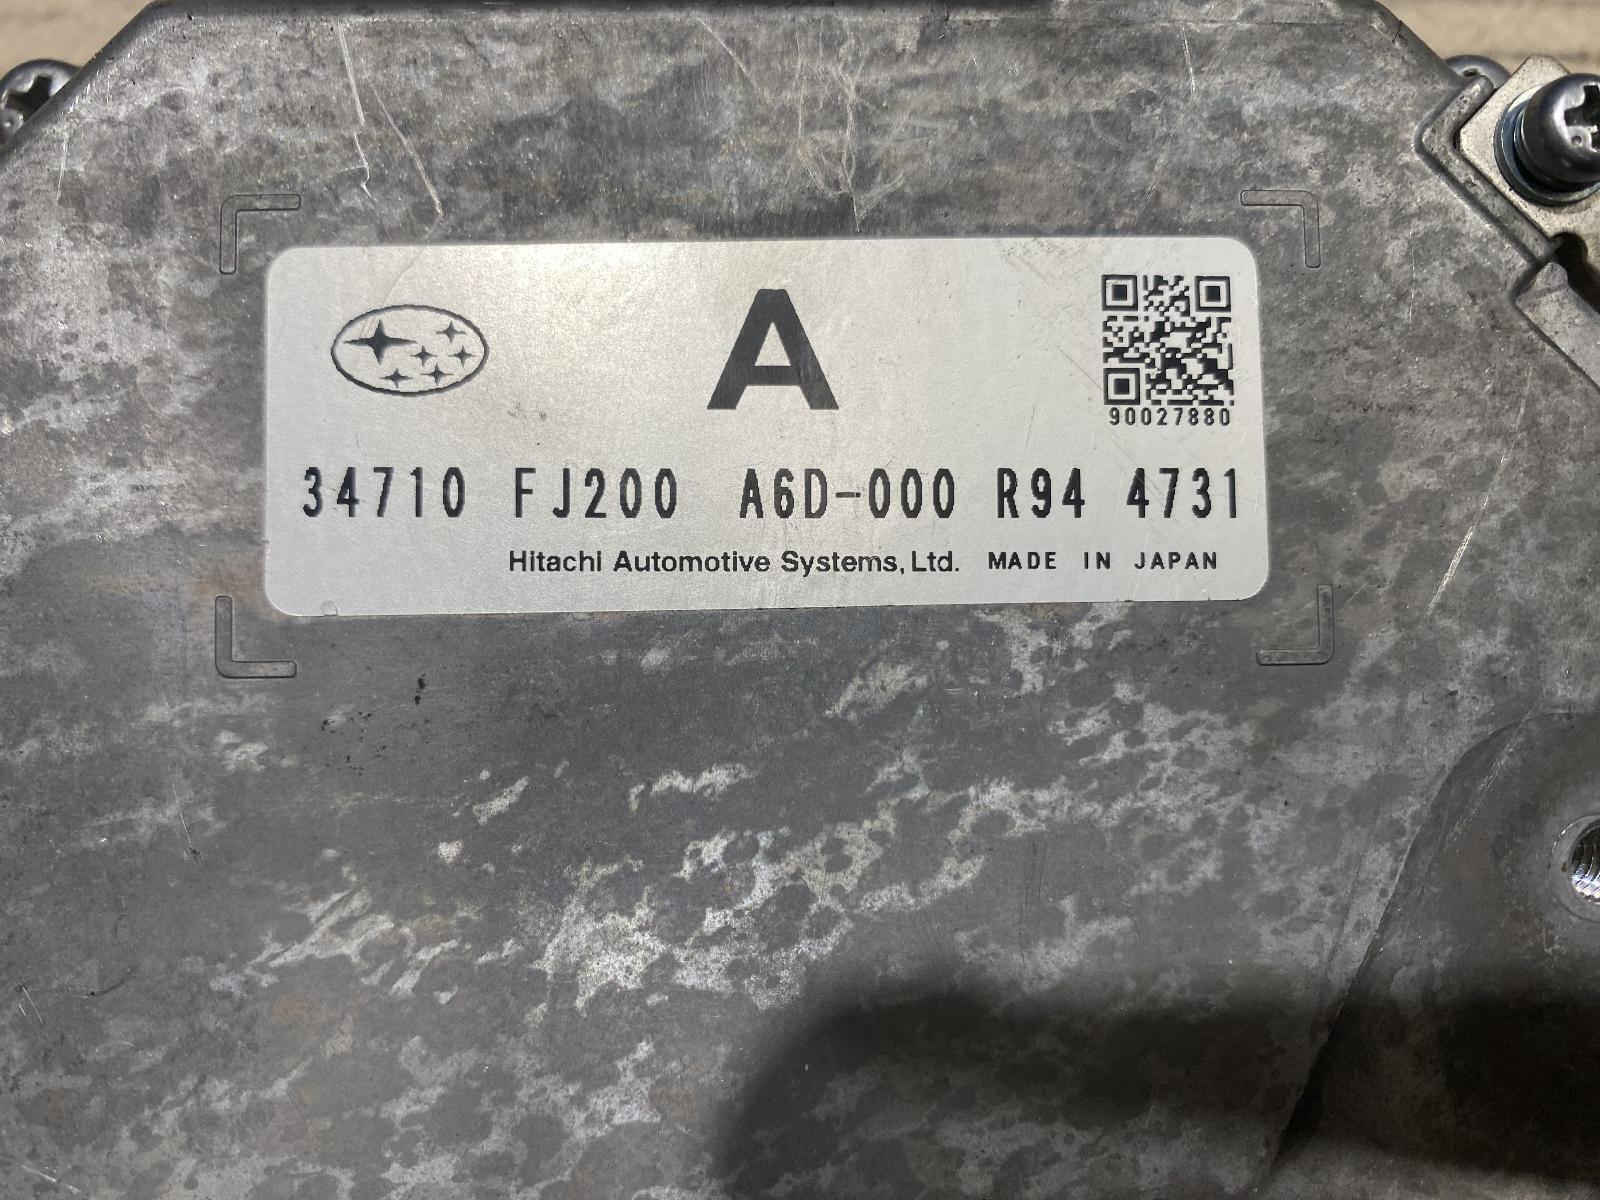 A
90027880
34710 FJ200 A6D-000 R94 4731
Hitachi Automotive Systems, Ltd. MADE IN JAPAN